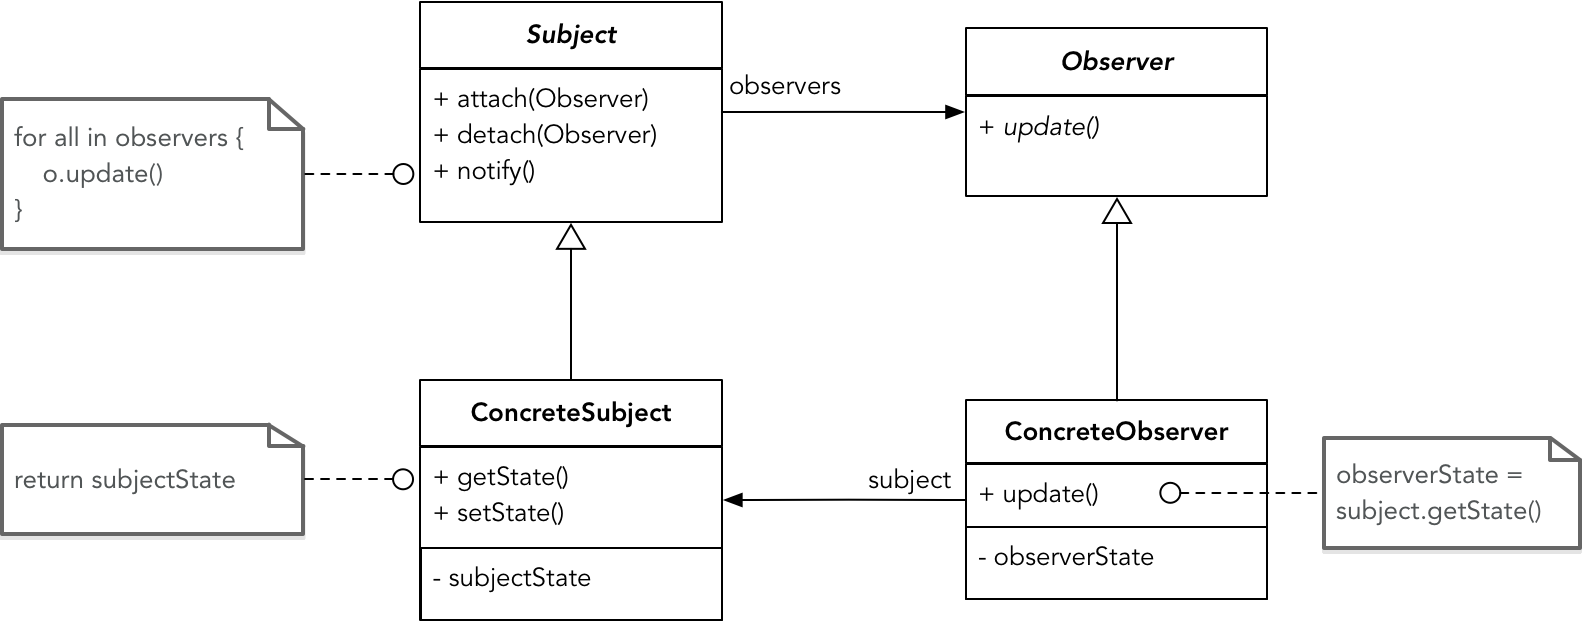 Subject
+ attach(Observer)
+ detach(Observer)
+ notify()
observers
Observer
+ update()
for all in observers {
o.update()
}
ConcreteSubject
+ getState()
+ setState()
- subjectState
return subjectState
subject
ConcreteObserver
+ update()
- observerState
observerState =
subject.getState()